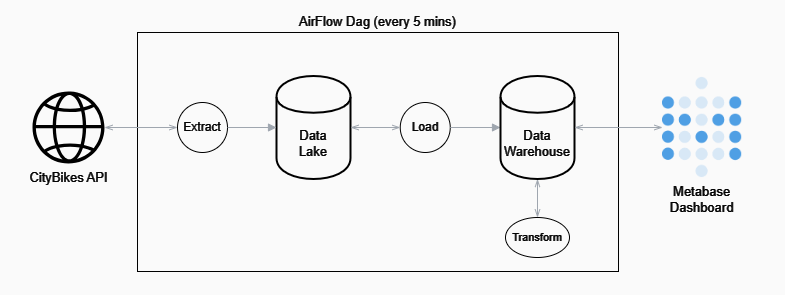 AirFlow Dag (every 5 mins)
CityBikes API
Extract
Data
Lake
Load
Data
Warehouse
Transform
Metabase
Dashboard